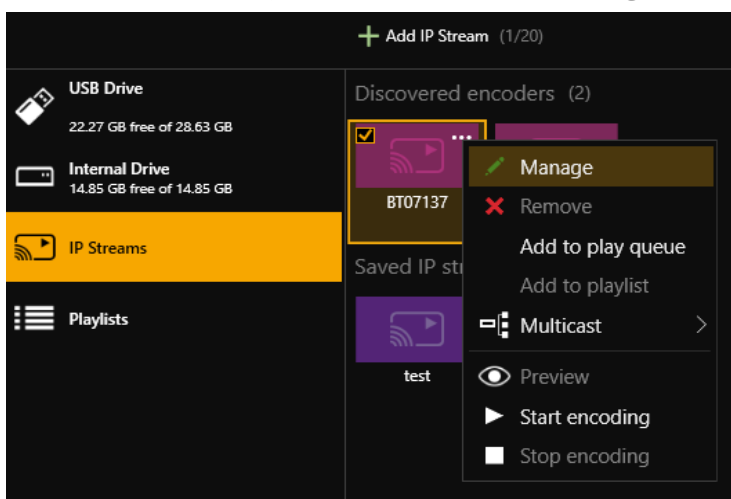 Add IP Stream (1/20)
USB Drive
22.27 GB free of 28.63 GB
Internal Drive
14.85 GB free of 14.85 GB
IP Streams
Playlists
Discovered encoders (2)
BT07137
Saved IP
test
Manage
Remove
Add to play queue
Add to playlist
Multicast
Preview
Start encoding
Stop encoding